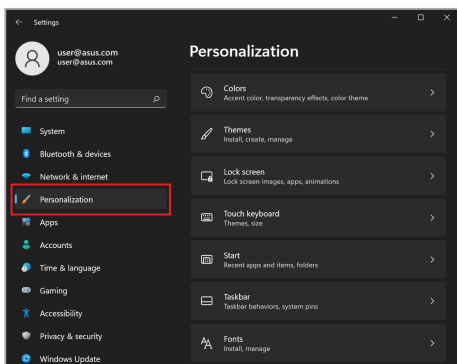 Settings
user@asus.com
user@asus.com
Find a setting
System
Bluetooth & devices
Network & internet
Personalization
Apps
Accounts
Time & language
Gaming
Accessibility
Privacy & security
Windows Update
Personalization
Colors
Accent color, transparency effects, color theme
Themes
Install, create, manage
Lock screen
Lock screen images, apps, animations
Touch keyboard
Themes, size
Start
Recent apps and items, folders
Taskbar
Taskbar behaviors, system pins
Fonts
Install, manage